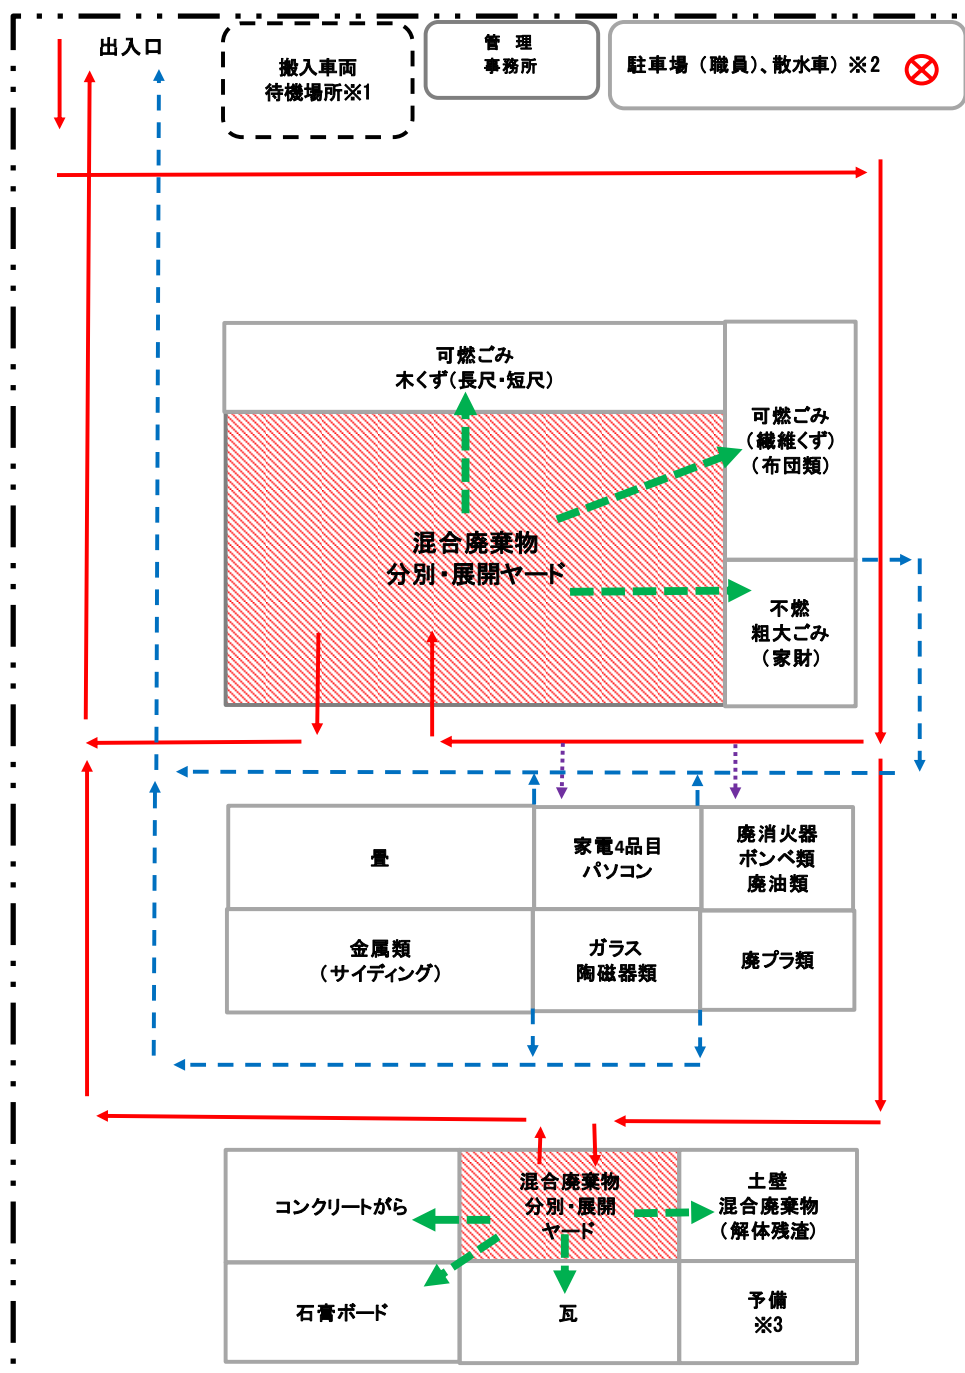 出入口
搬入車両
待機場所※1
管　理
事務所
駐車場（職員）、散水車）※2
可燃ごみ
木くず（長尺・短尺）
可燃ごみ
（繊維くず）
（布団類）
混合廃棄物
分別・展開ヤード
不燃
粗大ごみ
（家財）
畳
家電4品目
パソコン
廃消火器
ボンベ類
廃油類
金属類
（サイディング）
ガラス
陶磁器類
廃プラ類
コンクリートがら
混合廃棄物
分別・展開
ヤード
土壁
混合廃棄物
（解体残渣）
石膏ボード
瓦
予備
※3